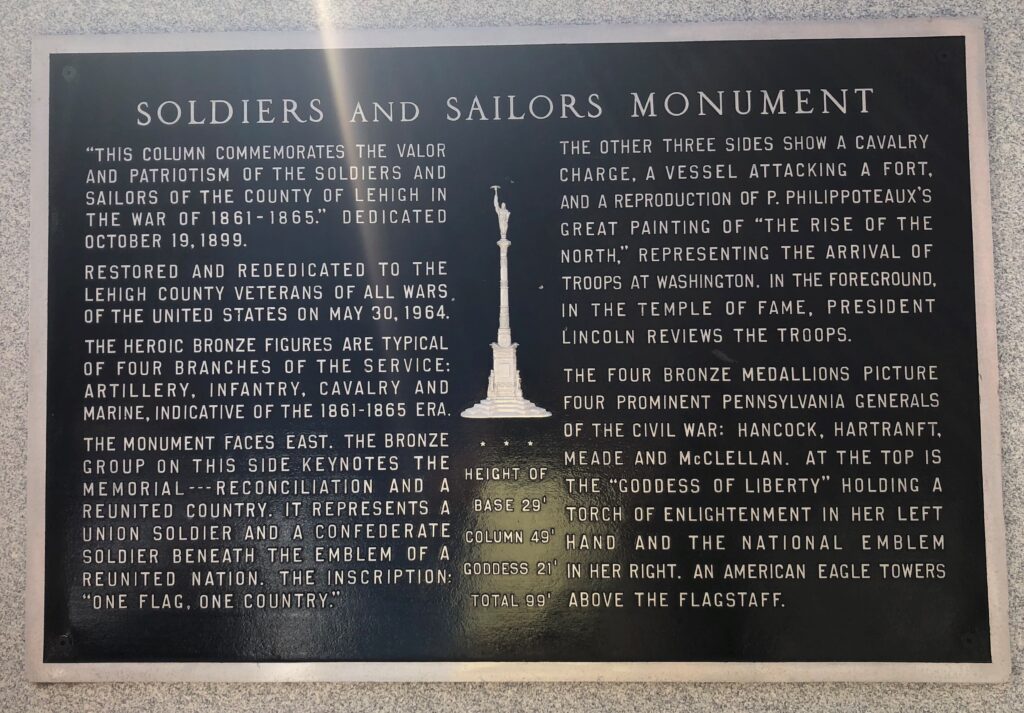 SOLDIERS AND SAILORS MONUMENT
"THIS COLUMN COMMEMORATES THE VALOR
AND PATRIOTISM OF THE SOLDIERS AND
SAILORS OF THE COUNTY OF LEHIGH IN
THE WAR OF 1861-1865." DEDICATED
OCTOBER 19, 1899.
RESTORED AND REDEDICATED TO THE
LEHIGH COUNTY VETERANS OF ALL WARS
OF THE UNITED STATES ON MAY 30, 1964.
THE HEROIC BRONZE FIGURES ARE TYPICAL
OF FOUR BRANCHES OF THE SERVICE:
ARTILLERY, INFANTRY, CAVALRY AND
MARINE, INDICATIVE OF THE 1861-1865 ERA.
THE MONUMENT FACES EAST. THE BRONZE
GROUP ON THIS SIDE KEYNOTES THE
MEMORIAL---RECONCILIATION AND A
REUNITED COUNTRY. IT REPRESENTS A
UNION SOLDIER AND A CONFEDERATE
SOLDIER BENEATH THE EMBLEM OF A
REUNITED NATION. THE INSCRIPTION:
"ONE FLAG, ONE COUNTRY."
HEIGHT OF
BASE 29'
COLUMN 49'
GODDESS 21'
TOTAL 99'
THE OTHER THREE SIDES SHOW A CAVALRY
CHARGE, A VESSEL ATTACKING A FORT,
AND A REPRODUCTION OF P. PHILIPPOTEAUX'S
GREAT PAINTING OF "THE RISE OF THE
NORTH," REPRESENTING THE ARRIVAL OF
TROOPS AT WASHINGTON. IN THE FOREGROUND,
IN THE TEMPLE OF FAME, PRESIDENT
LINCOLN REVIEWS THE TROOPS.
THE FOUR BRONZE MEDALLIONS PICTURE
FOUR PROMINENT PENNSYLVANIA GENERALS
OF THE CIVIL WAR: HANCOCK, HARTRANFT,
MEADE AND McCLELLAN. AT THE TOP IS
THE "GODDESS OF LIBERTY" HOLDING A
TORCH OF ENLIGHTENMENT IN HER LEFT
HAND AND THE NATIONAL EMBLEM
IN HER RIGHT. AN AMERICAN EAGLE TOWERS
ABOVE THE FLAGSTAFF.